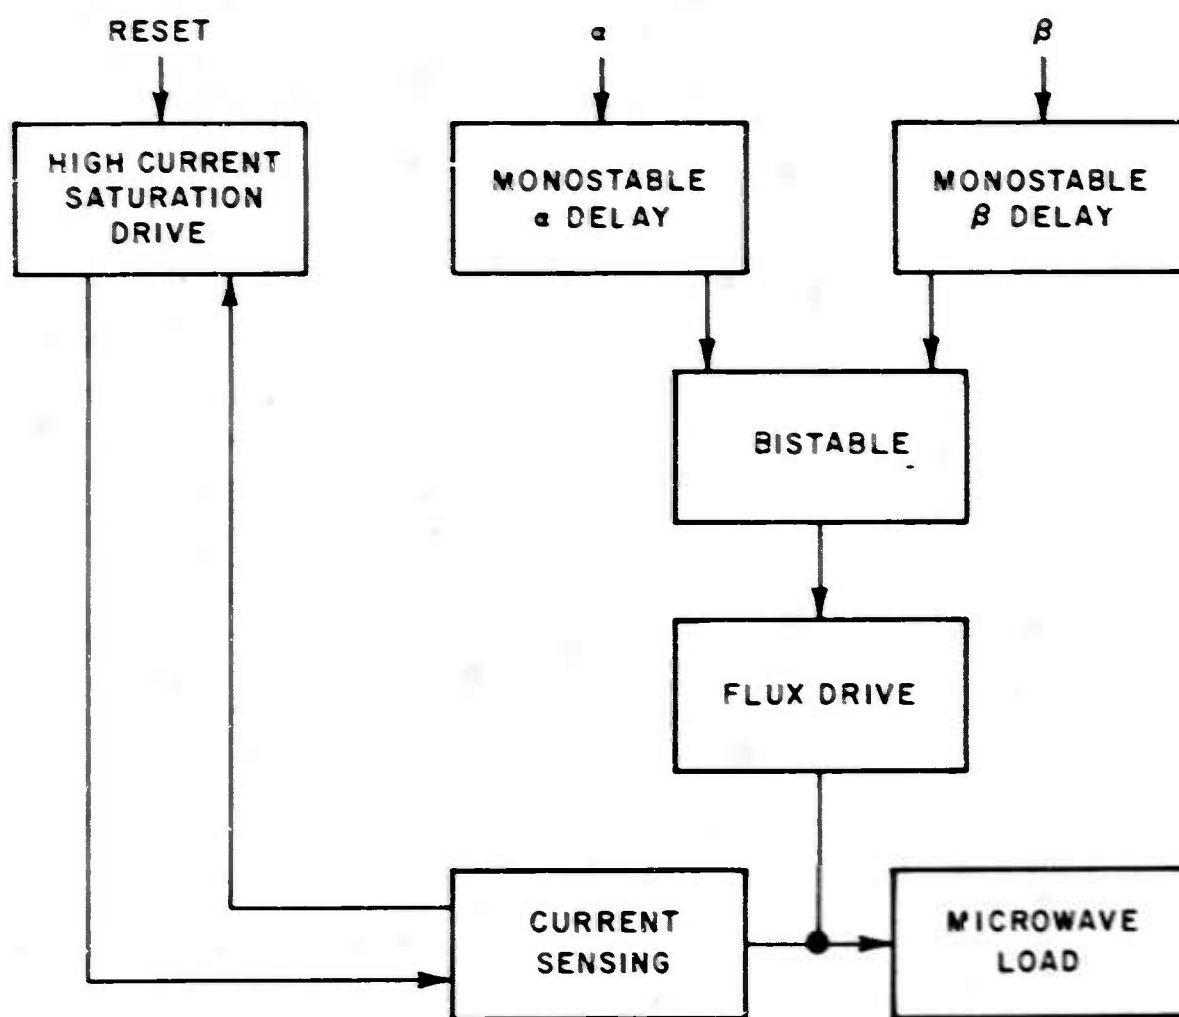 RESET
α
β
HIGH CURRENT
SATURATION
DRIVE
MONOSTABLE
α DELAY
MONOSTABLE
β DELAY
BISTABLE
FLUX DRIVE
CURRENT
SENSING
MICROWAVE
LOAD